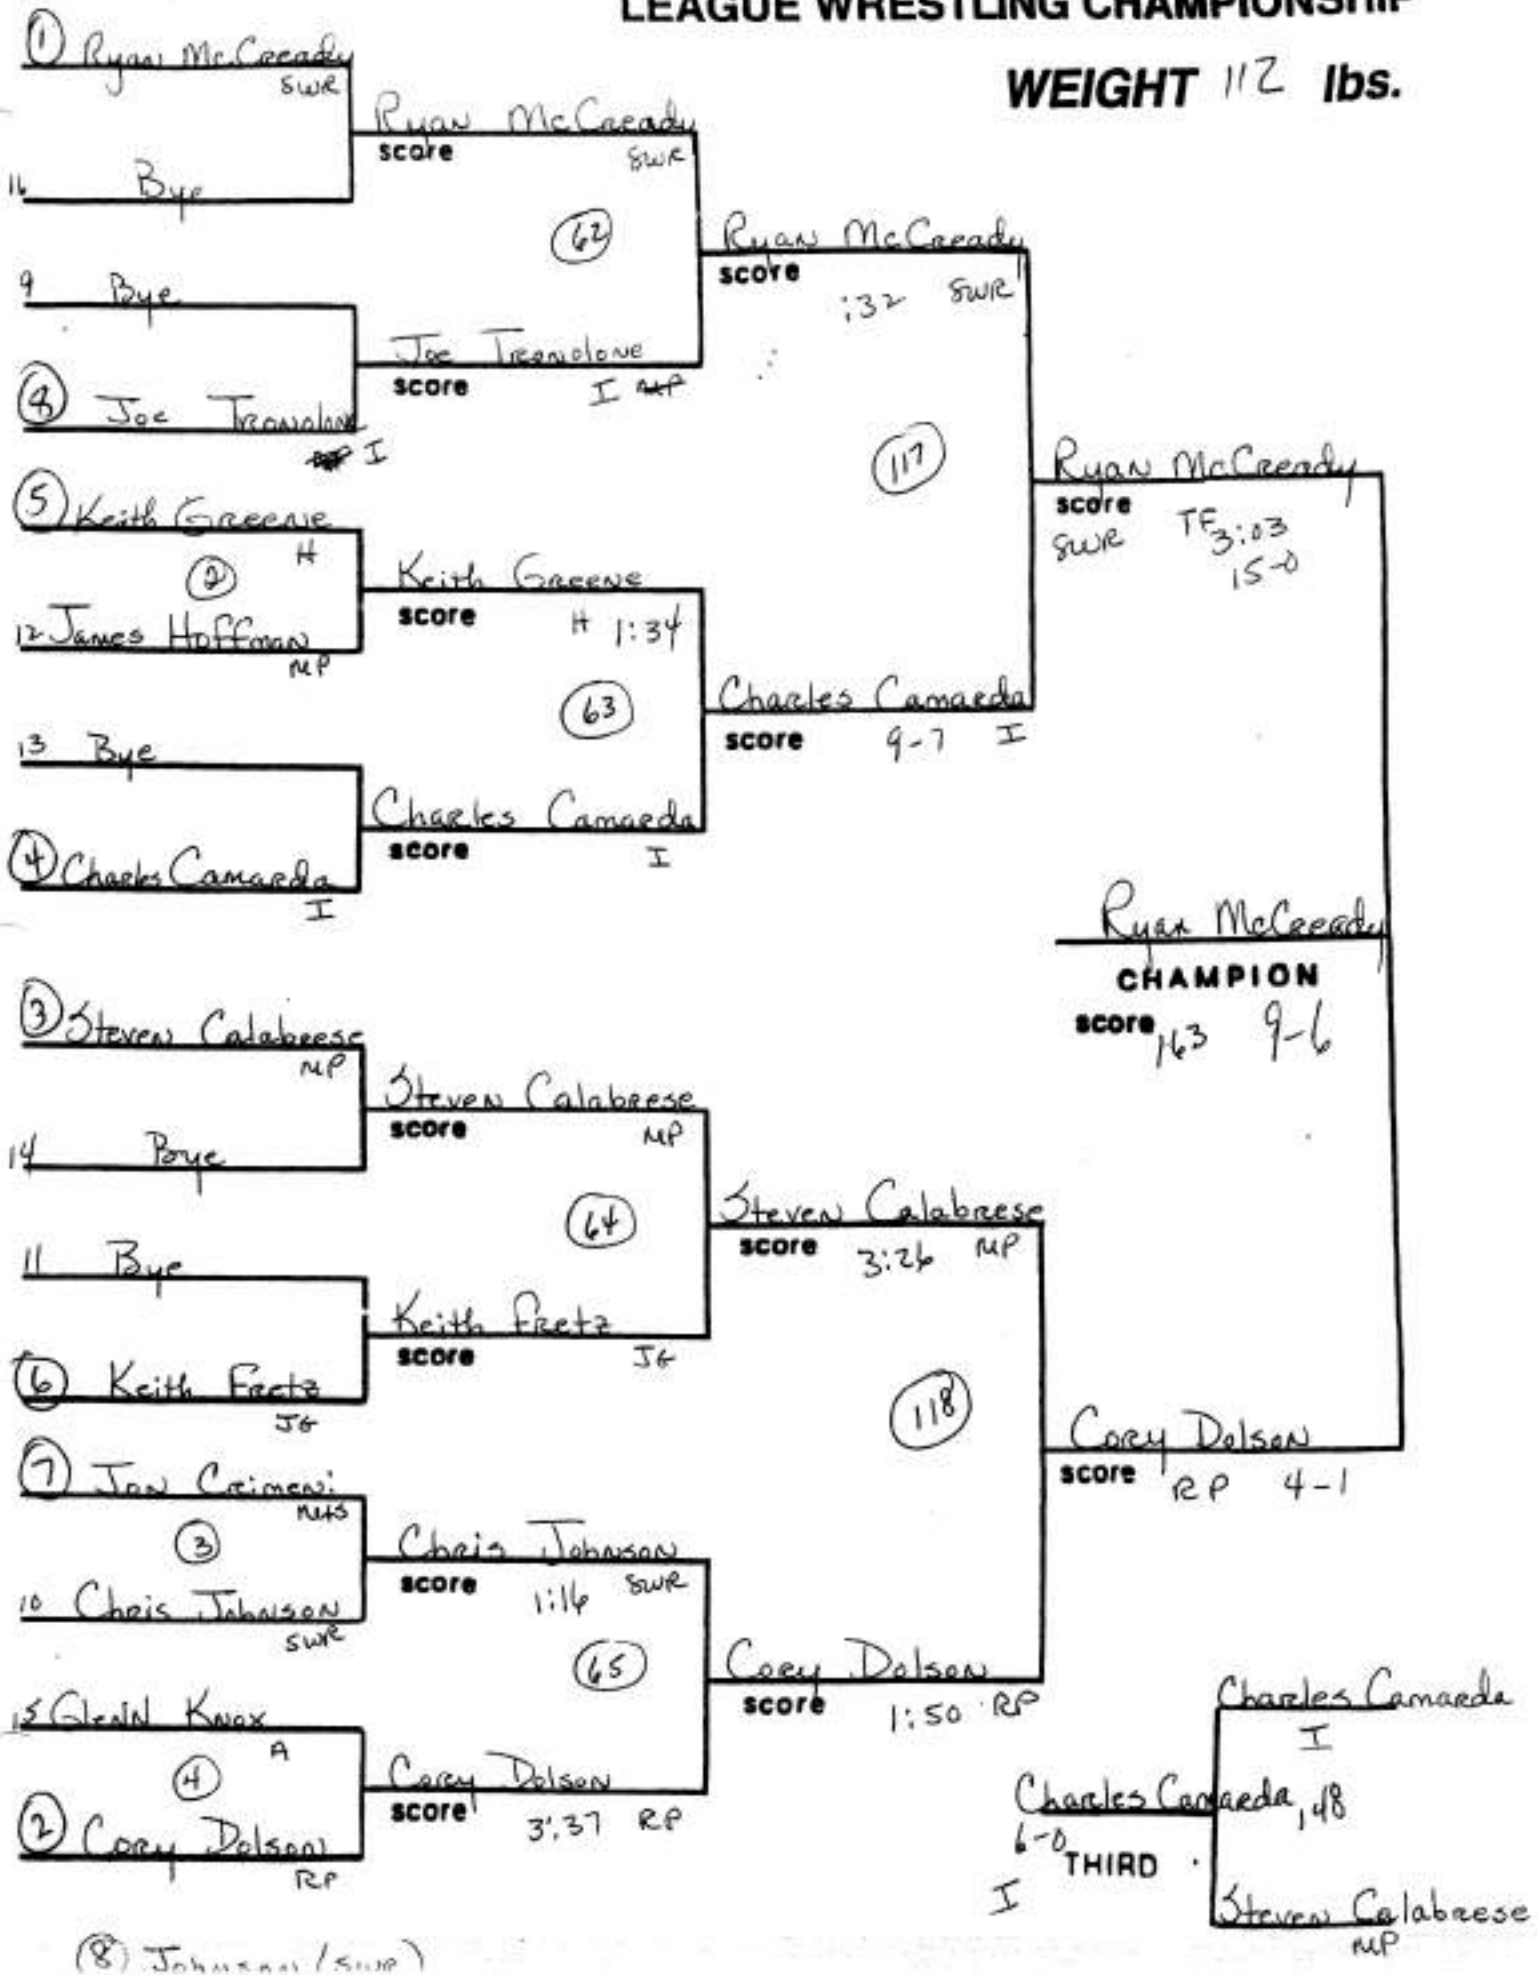 LEAGUE WRESTLING CHAMPIONSHIP
WEIGHT 112 lbs.
① Ryan McCready
SWR
16 Bye
Ryan McCready
score SWR
62
9 Bye
⑧ Joe Tronolone
I
Joe Tronolone
score I
Ryan McCready
score :32 SWR
117
⑤ Keith Greene
H
②
12 James Hoffman
MP
Keith Greene
score H 1:34
63
13 Bye
④ Charles Camarda
I
Charles Camarda
score I
Charles Camarda
score 9-7 I
Ryan McCready
score TF 3:03
SWR 15-0
Ryan McCready
CHAMPION
score 163 9-6
③ Steven Calabrese
MP
14 Bye
Steven Calabrese
score MP
64
11 Bye
⑥ Keith Fretz
JG
Keith Fretz
score JG
Steven Calabrese
score 3:26 MP
118
⑦ Jon Crimeni
③
10 Chris Johnson
SWR
Chris Johnson
score 1:16 SWR
65
15 Glenn Knox
A
④
② Cory Dolson
RP
Cory Dolson
score 3:37 RP
Cory Dolson
score 1:50 RP
Cory Dolson
score RP 4-1
Charles Camarda
I
Charles Camarda 148
6-0
THIRD
I
Steven Calabrese
MP
(8) Johnson (SWR)